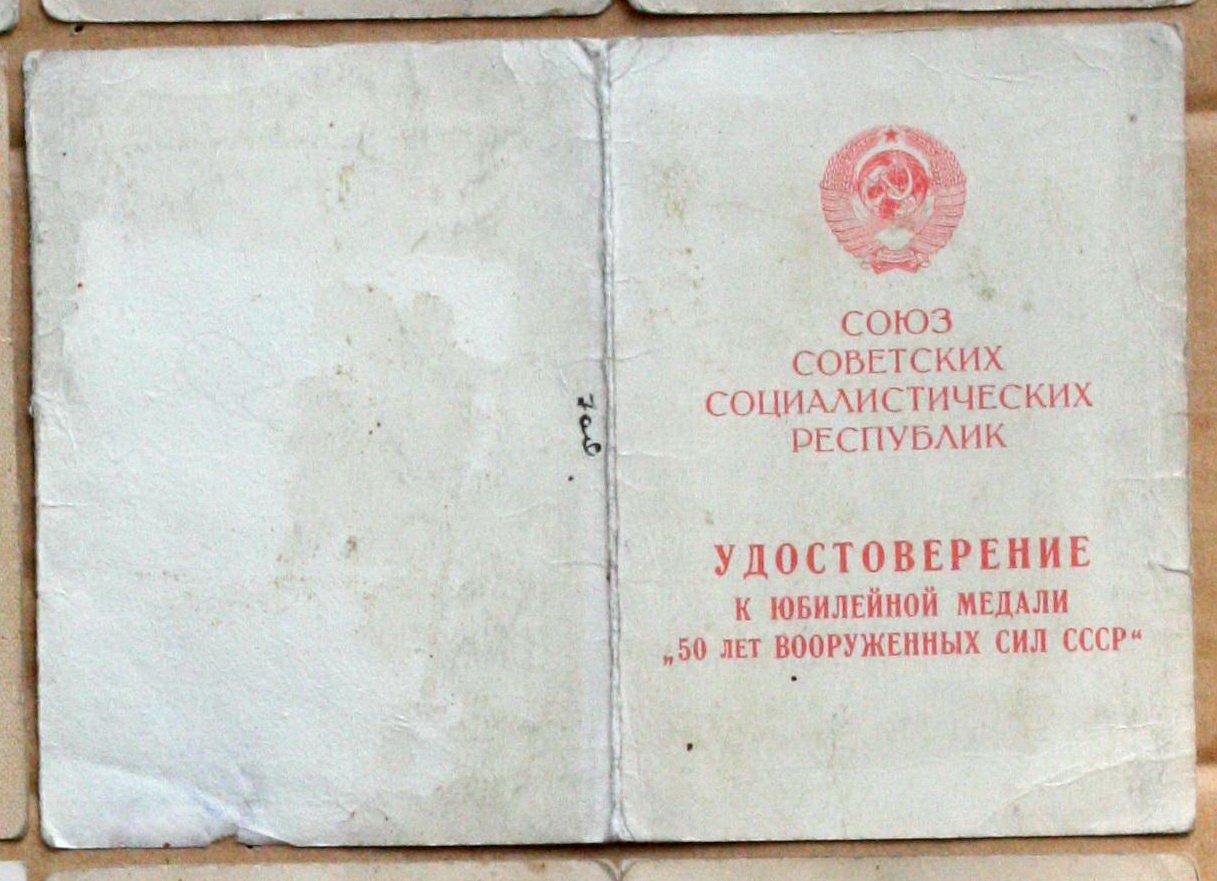 СОЮЗ
СОВЕТСКИХ
СОЦИАЛИСТИЧЕСКИХ
РЕСПУБЛИК
УДОСТОВЕРЕНИЕ
К ЮБИЛЕЙНОЙ МЕДАЛИ
„50 ЛЕТ ВООРУЖЕННЫХ СИЛ СССР“